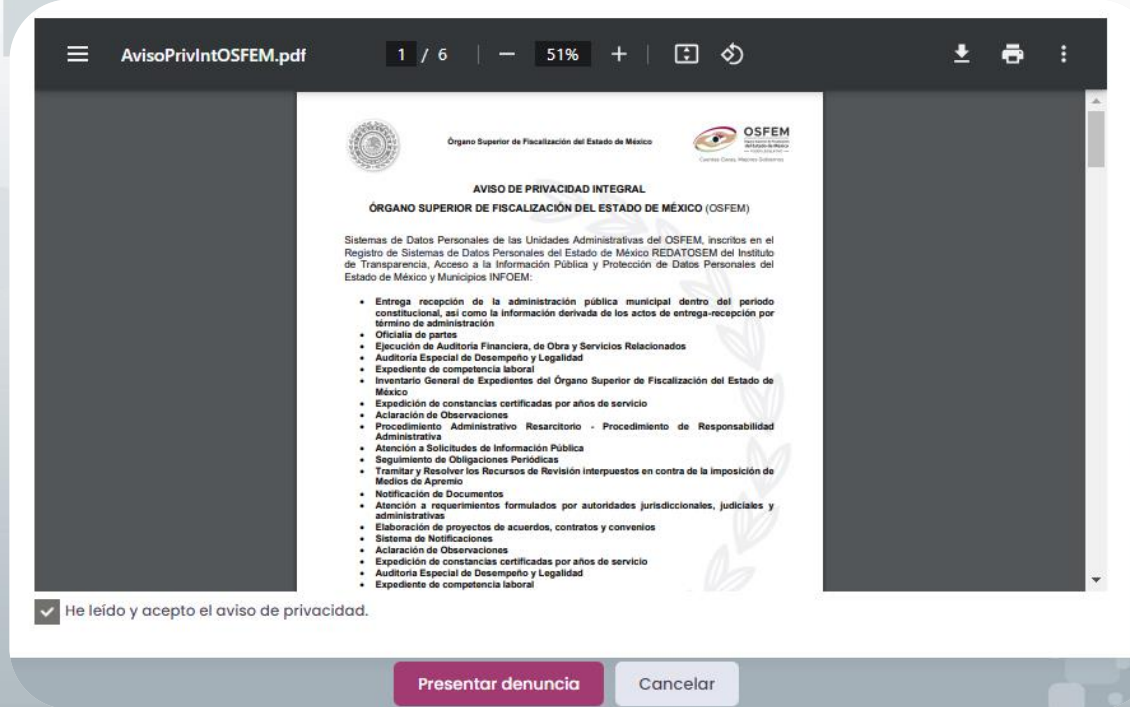 AvisoPrivIntOSFEM.pdf 1 / 6 51%
Órgano Superior de Fiscalización del Estado de México
OSFEM
Cuentas Claras, Mejores Gobiernos
AVISO DE PRIVACIDAD INTEGRAL
ÓRGANO SUPERIOR DE FISCALIZACIÓN DEL ESTADO DE MÉXICO (OSFEM)
Sistemas de Datos Personales de las Unidades Administrativas del OSFEM, inscritos en el
Registro de Sistemas de Datos Personales del Estado de México REDATOSEM del Instituto
de Transparencia, Acceso a la Información Pública y Protección de Datos Personales del
Estado de México y Municipios INFOEM:
• Entrega recepción de la administración pública municipal dentro del periodo
constitucional, así como la información derivada de los actos de entrega-recepción por
término de administración
• Oficialía de partes
• Ejecución de Auditoría Financiera, de Obra y Servicios Relacionados
• Auditoría Especial de Desempeño y Legalidad
• Expediente de competencia laboral
• Inventario General de Expedientes del Órgano Superior de Fiscalización del Estado de
México
• Expedición de constancias certificadas por años de servicio
• Aclaración de Observaciones
• Procedimiento Administrativo Resarcitorio - Procedimiento de Responsabilidad
Administrativa
• Atención a Solicitudes de Información Pública
• Seguimiento de Obligaciones Periódicas
• Tramitar y Resolver los Recursos de Revisión interpuestos en contra de la imposición de
Medios de Apremio
• Notificación de Documentos
• Atención a requerimientos formulados por autoridades jurisdiccionales, judiciales y
administrativas
• Elaboración de proyectos de acuerdos, contratos y convenios
• Sistema de Notificaciones
• Aclaración de Observaciones
• Expedición de constancias certificadas por años de servicio
• Auditoría Especial de Desempeño y Legalidad
• Expediente de competencia laboral
He leído y acepto el aviso de privacidad.
Presentar denuncia Cancelar